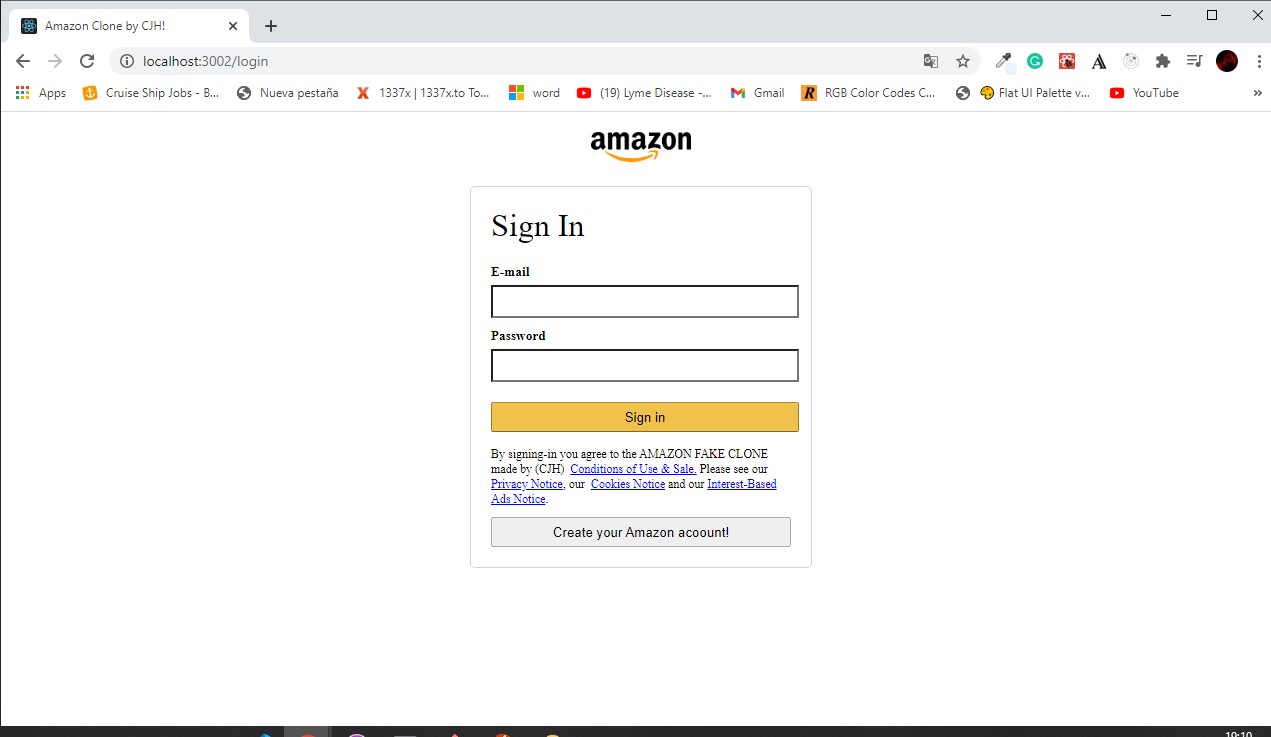 Amazon Clone by CJH!
localhost:3002/login
Apps Cruise Ship Jobs - B... Nueva pestaña 1337x | 1337x.to To... word (19) Lyme Disease -... Gmail RGB Color Codes C... Flat UI Palette v... YouTube »
amazon
Sign In
E-mail
Password
Sign in
By signing-in you agree to the AMAZON FAKE CLONE
made by (CJH) Conditions of Use & Sale. Please see our
Privacy Notice, our Cookies Notice and our Interest-Based
Ads Notice.
Create your Amazon acoount!